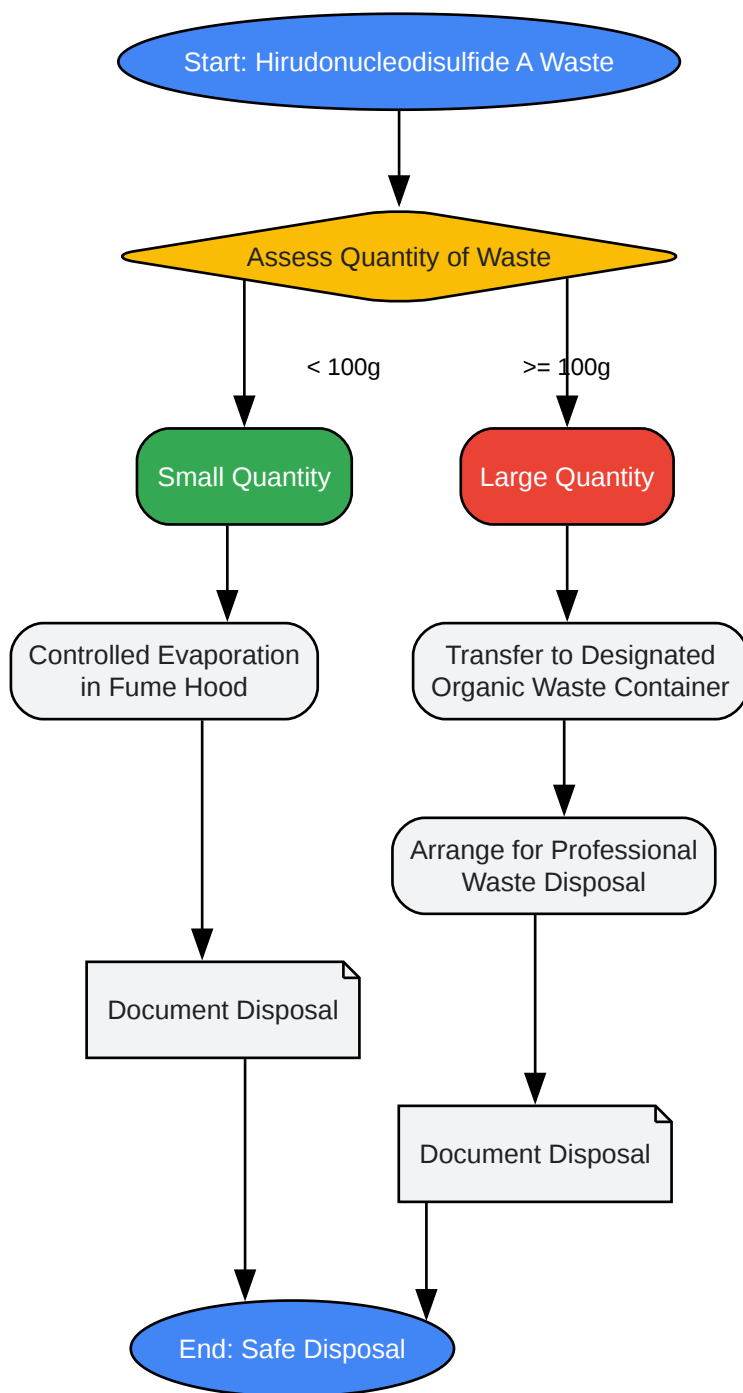 Start: Hirudonucleodisulfide A Waste
Assess Quantity of Waste
< 100g
>= 100g
Small Quantity
Large Quantity
Controlled Evaporation
in Fume Hood
Transfer to Designated
Organic Waste Container
Arrange for Professional
Waste Disposal
Document Disposal
Document Disposal
End: Safe Disposal